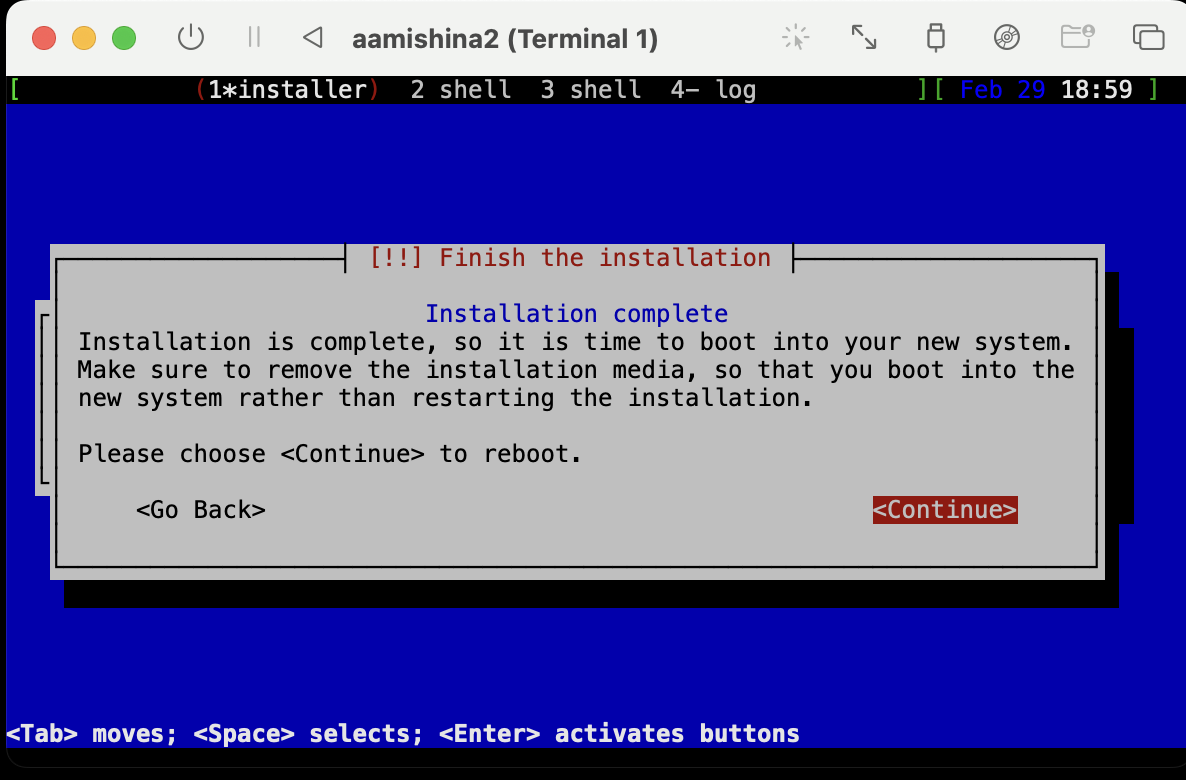 aamishina2 (Terminal 1)
[ (1*installer) 2 shell 3 shell 4- log ][ Feb 29 18:59 ]
[!!] Finish the installation
Installation complete
Installation is complete, so it is time to boot into your new system.
Make sure to remove the installation media, so that you boot into the
new system rather than restarting the installation.
Please choose <Continue> to reboot.
<Go Back> <Continue>
<Tab> moves; <Space> selects; <Enter> activates buttons